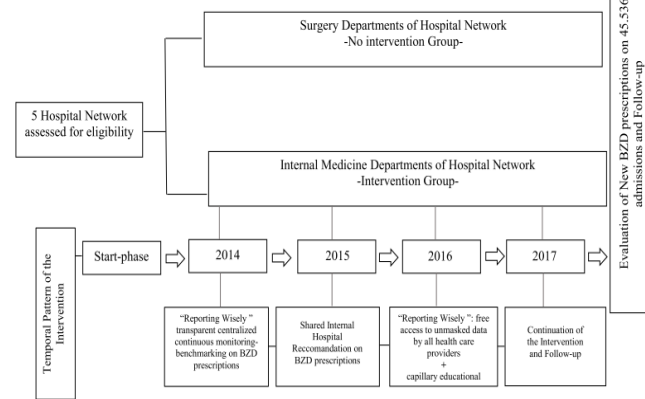 Surgery Departments of Hospital Network
-No intervention Group-
5 Hospital Network
assessed for eligibility
Internal Medicine Departments of Hospital Network
-Intervention Group-
Evaluation of New BZD prescriptions on 45.536
admissions and Follow-up
Temporal Pattern of the
Intervention
Start-phase
2014
2015
2016
2017
“Reporting Wisely ”
transparent centralized
continuous monitoring-
benchmarking on BZD
prescriptions
Shared Internal
Hospital
Reccomandation on
BZD prescriptions
“Reporting Wisely”: free
access to unmasked data
by all health care
providers
+
capillary educational
Continuation of
the Intervention
and Follow-up